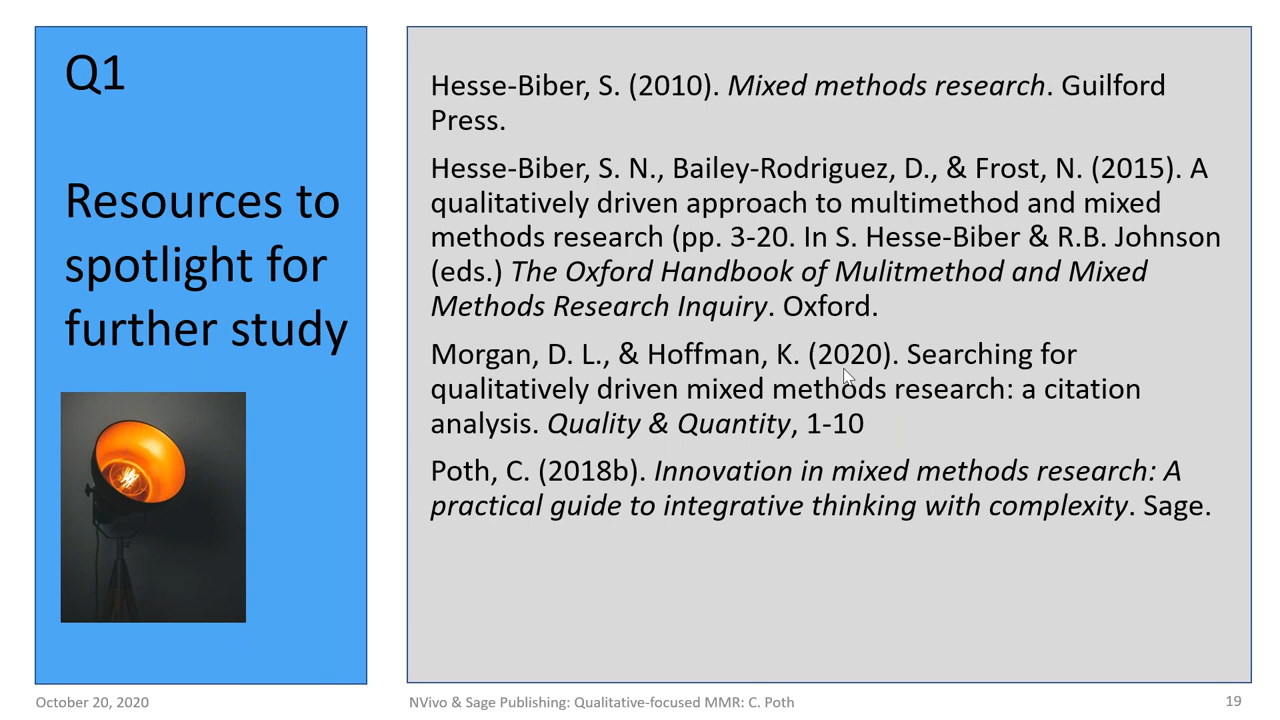 Q1
Resources to
spotlight for
further study
Hesse-Biber, S. (2010). Mixed methods research. Guilford
Press.
Hesse-Biber, S. N., Bailey-Rodriguez, D., & Frost, N. (2015). A
qualitatively driven approach to multimethod and mixed
methods research (pp. 3-20. In S. Hesse-Biber & R.B. Johnson
(eds.) The Oxford Handbook of Mulitmethod and Mixed
Methods Research Inquiry. Oxford.
Morgan, D. L., & Hoffman, K. (2020). Searching for
qualitatively driven mixed methods research: a citation
analysis. Quality & Quantity, 1-10
Poth, C. (2018b). Innovation in mixed methods research: A
practical guide to integrative thinking with complexity. Sage.
October 20, 2020
NVivo & Sage Publishing: Qualitative-focused MMR: C. Poth
19